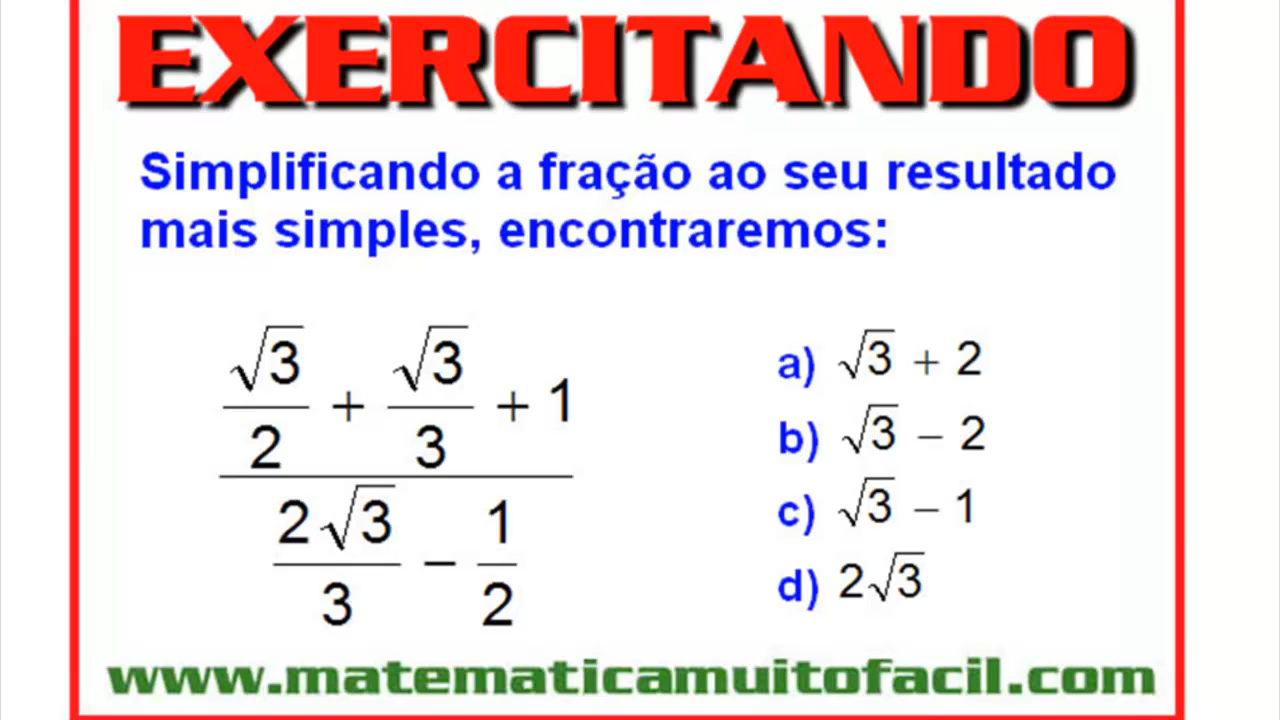 EXERCITANDO
Simplificando a fração ao seu resultado
mais simples, encontraremos:
√3/2 + √3/3 + 1
2√3/3 − 1/2
a) √3 + 2
b) √3 − 2
c) √3 − 1
d) 2√3
www.matematicamuitofacil.com